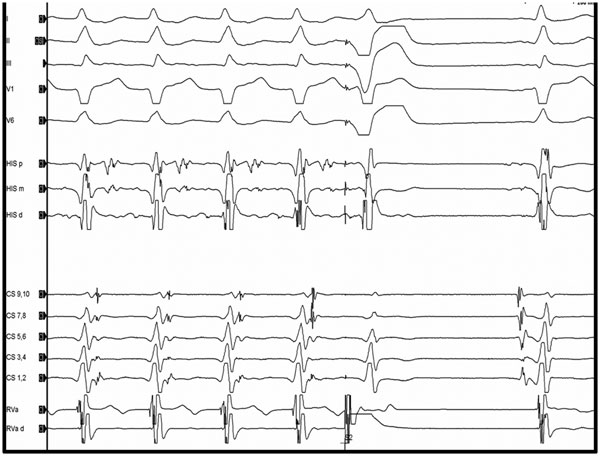 I
II
III
V1
V6
HIS p
HIS m
HIS d
CS 9,10
CS 7,8
CS 5,6
CS 3,4
CS 1,2
RVa
RVa d
S2